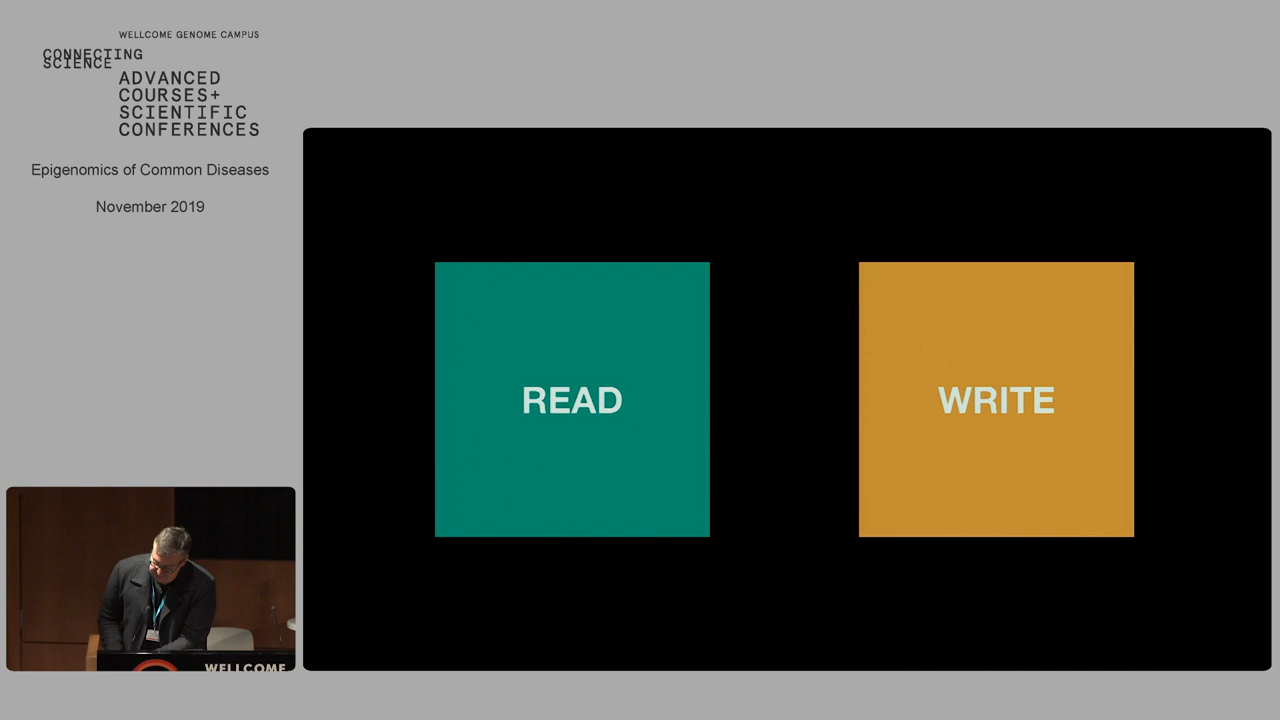 WELLCOME GENOME CAMPUS
CONNECTING
SCIENCE
ADVANCED
COURSES+
SCIENTIFIC
CONFERENCES
Epigenomics of Common Diseases
November 2019
READ
WRITE
WELLCOME